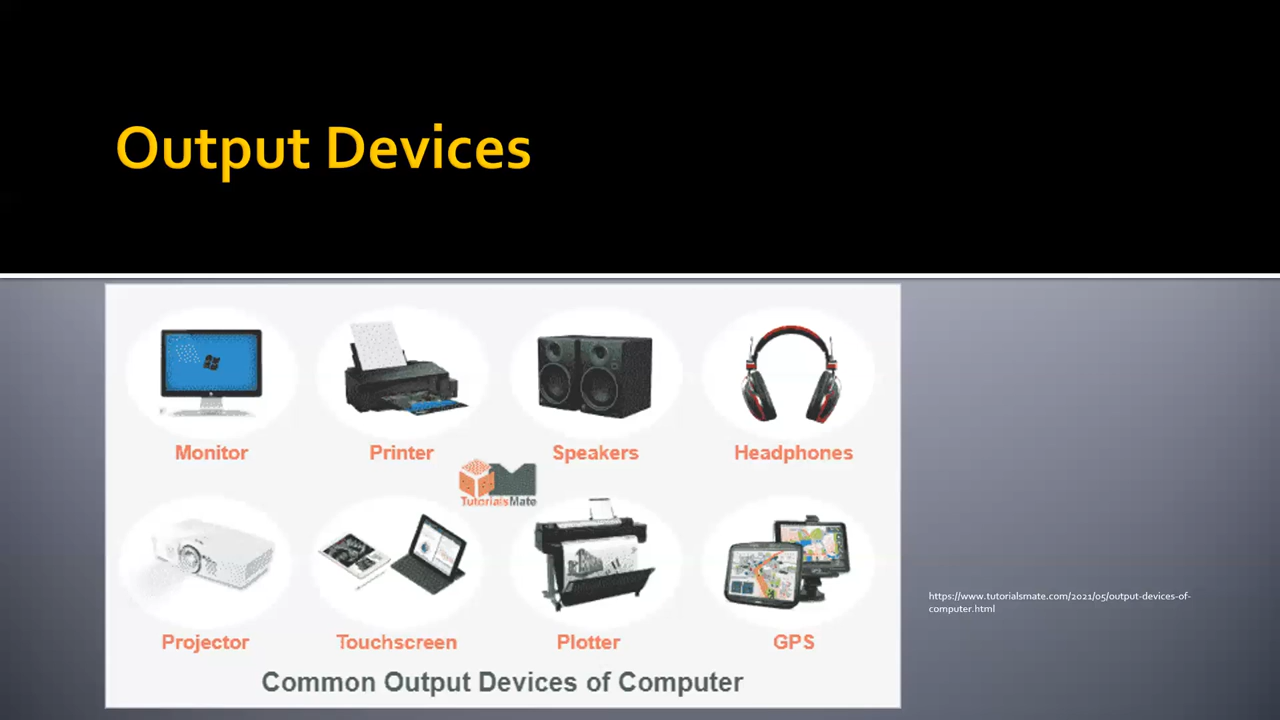 Output Devices
Monitor
Printer
Speakers
Headphones
TutorialsMate
Projector
Touchscreen
Plotter
GPS
Common Output Devices of Computer
https://www.tutorialsmate.com/2021/05/output-devices-of-
computer.html